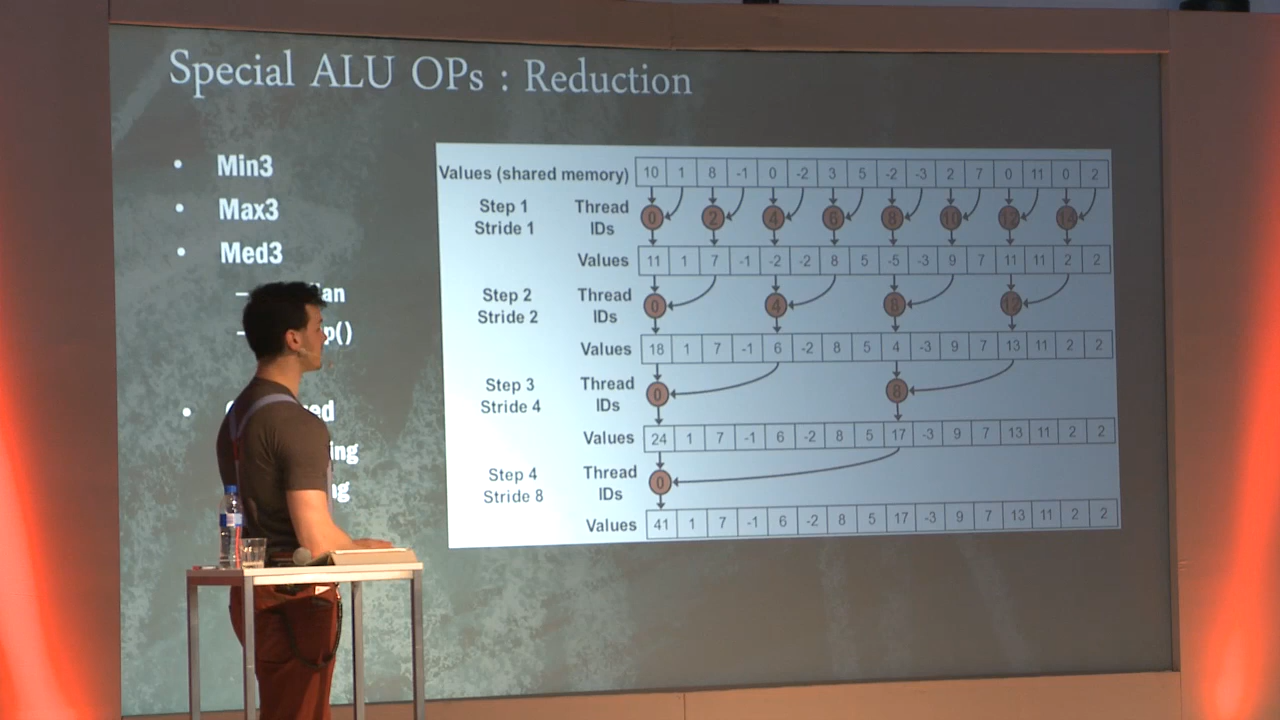 Special ALU OPs : Reduction
• Min3
• Max3
• Med3
Values (shared memory) 10 1 8 -1 0 -2 3 5 -2 -3 2 7 0 11 0 2
Step 1 Stride 1 Thread IDs 0 2 4 6 8 10 12 14
Values 11 1 7 -1 -2 -2 8 5 -5 -3 9 7 11 11 2 2
Step 2 Stride 2 Thread IDs 0 4 8 12
Values 18 1 7 -1 6 -2 8 5 4 -3 9 7 13 11 2 2
Step 3 Stride 4 Thread IDs 0 8
Values 24 1 7 -1 6 -2 8 5 17 -3 9 7 13 11 2 2
Step 4 Stride 8 Thread IDs 0
Values 41 1 7 -1 6 -2 8 5 17 -3 9 7 13 11 2 2